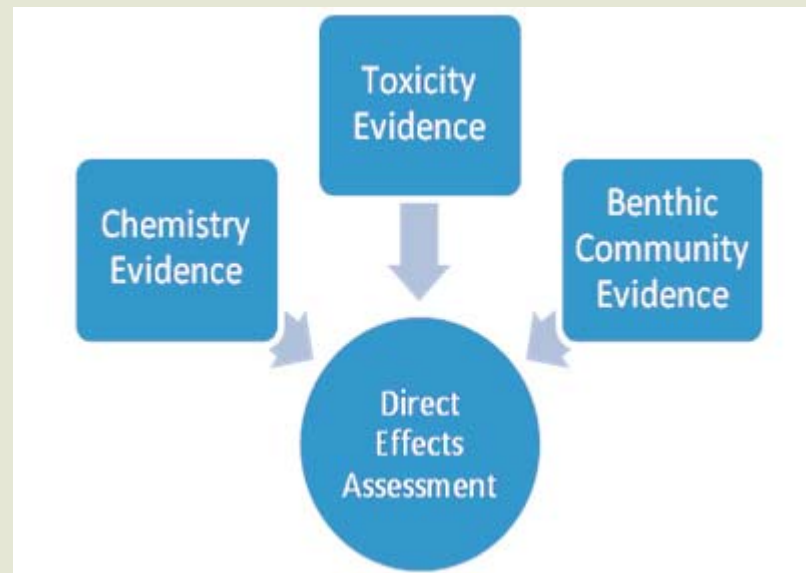 Toxicity
Evidence
Chemistry
Evidence
Benthic
Community
Evidence
Direct
Effects
Assessment